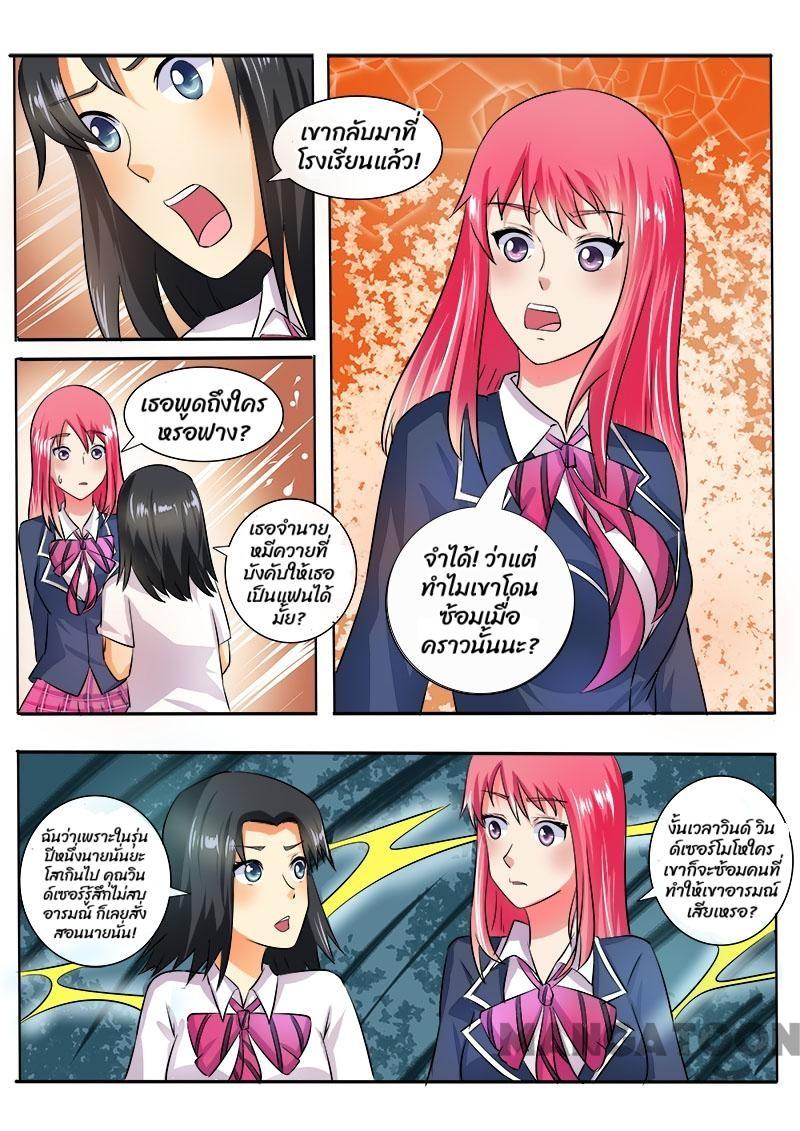 เขากลับมาที่
โรงเรียนแล้ว!
เธอพูดถึงใคร
หรอฟาง?
เธอจำนาย
หมีควายที่
บังคับให้เธอ
เป็นแฟนได้
มั้ย?
จำได้! ว่าแต่
ทำไมเขาโดน
ซ้อมเมื่อ
คราวนั้นนะ?
ฉันว่าเพราะในรุ่น
ปีหนึ่งนายนั่นยะ
โสเกินไป คุณวิน
ด์เซอร์รู้สึกไม่สบ
อารมณ์ ก็เลยสั่ง
สอนนายนั่น!
งั้นเวลาวินด์ วิน
ด์เซอร์โมโหใคร
เขาก็จะซ้อมคนที่
ทำให้เขาอารมณ์
เสียเหรอ?
MANGATOON